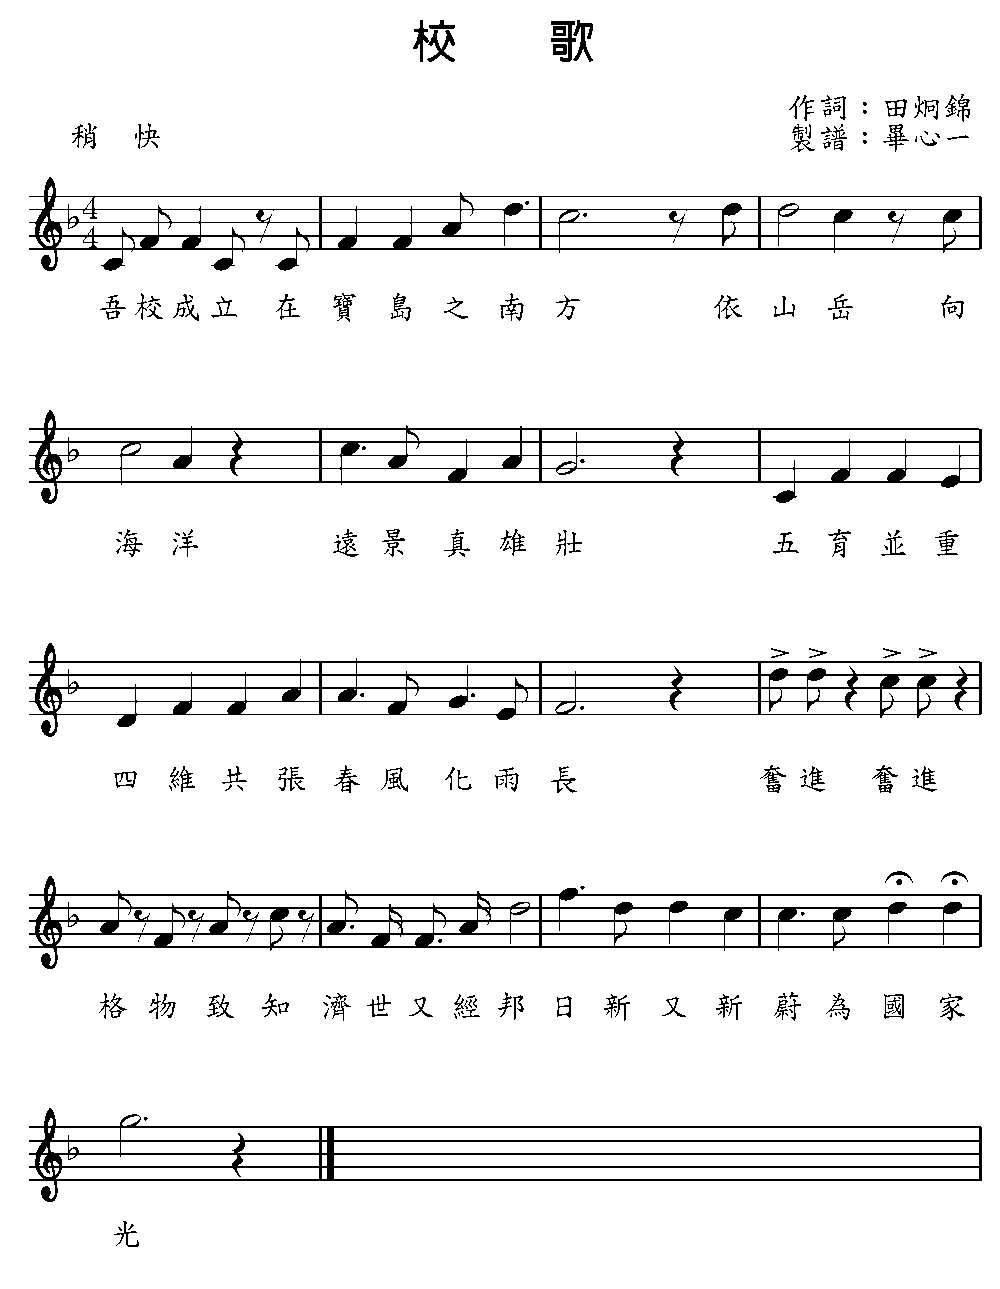 校 歌
作詞：田炯錦
稍 快
製譜：畢心一
4
4
吾校成立 在 寶 島 之 南 方 依 山 岳 向
海 洋 遠 景 真 雄 壯 五 育 並 重
四 維 共 張 春 風 化 雨 長 奮 進 奮 進
格 物 致 知 濟 世 又 經 邦 日 新 又 新 蔚 為 國 家
光